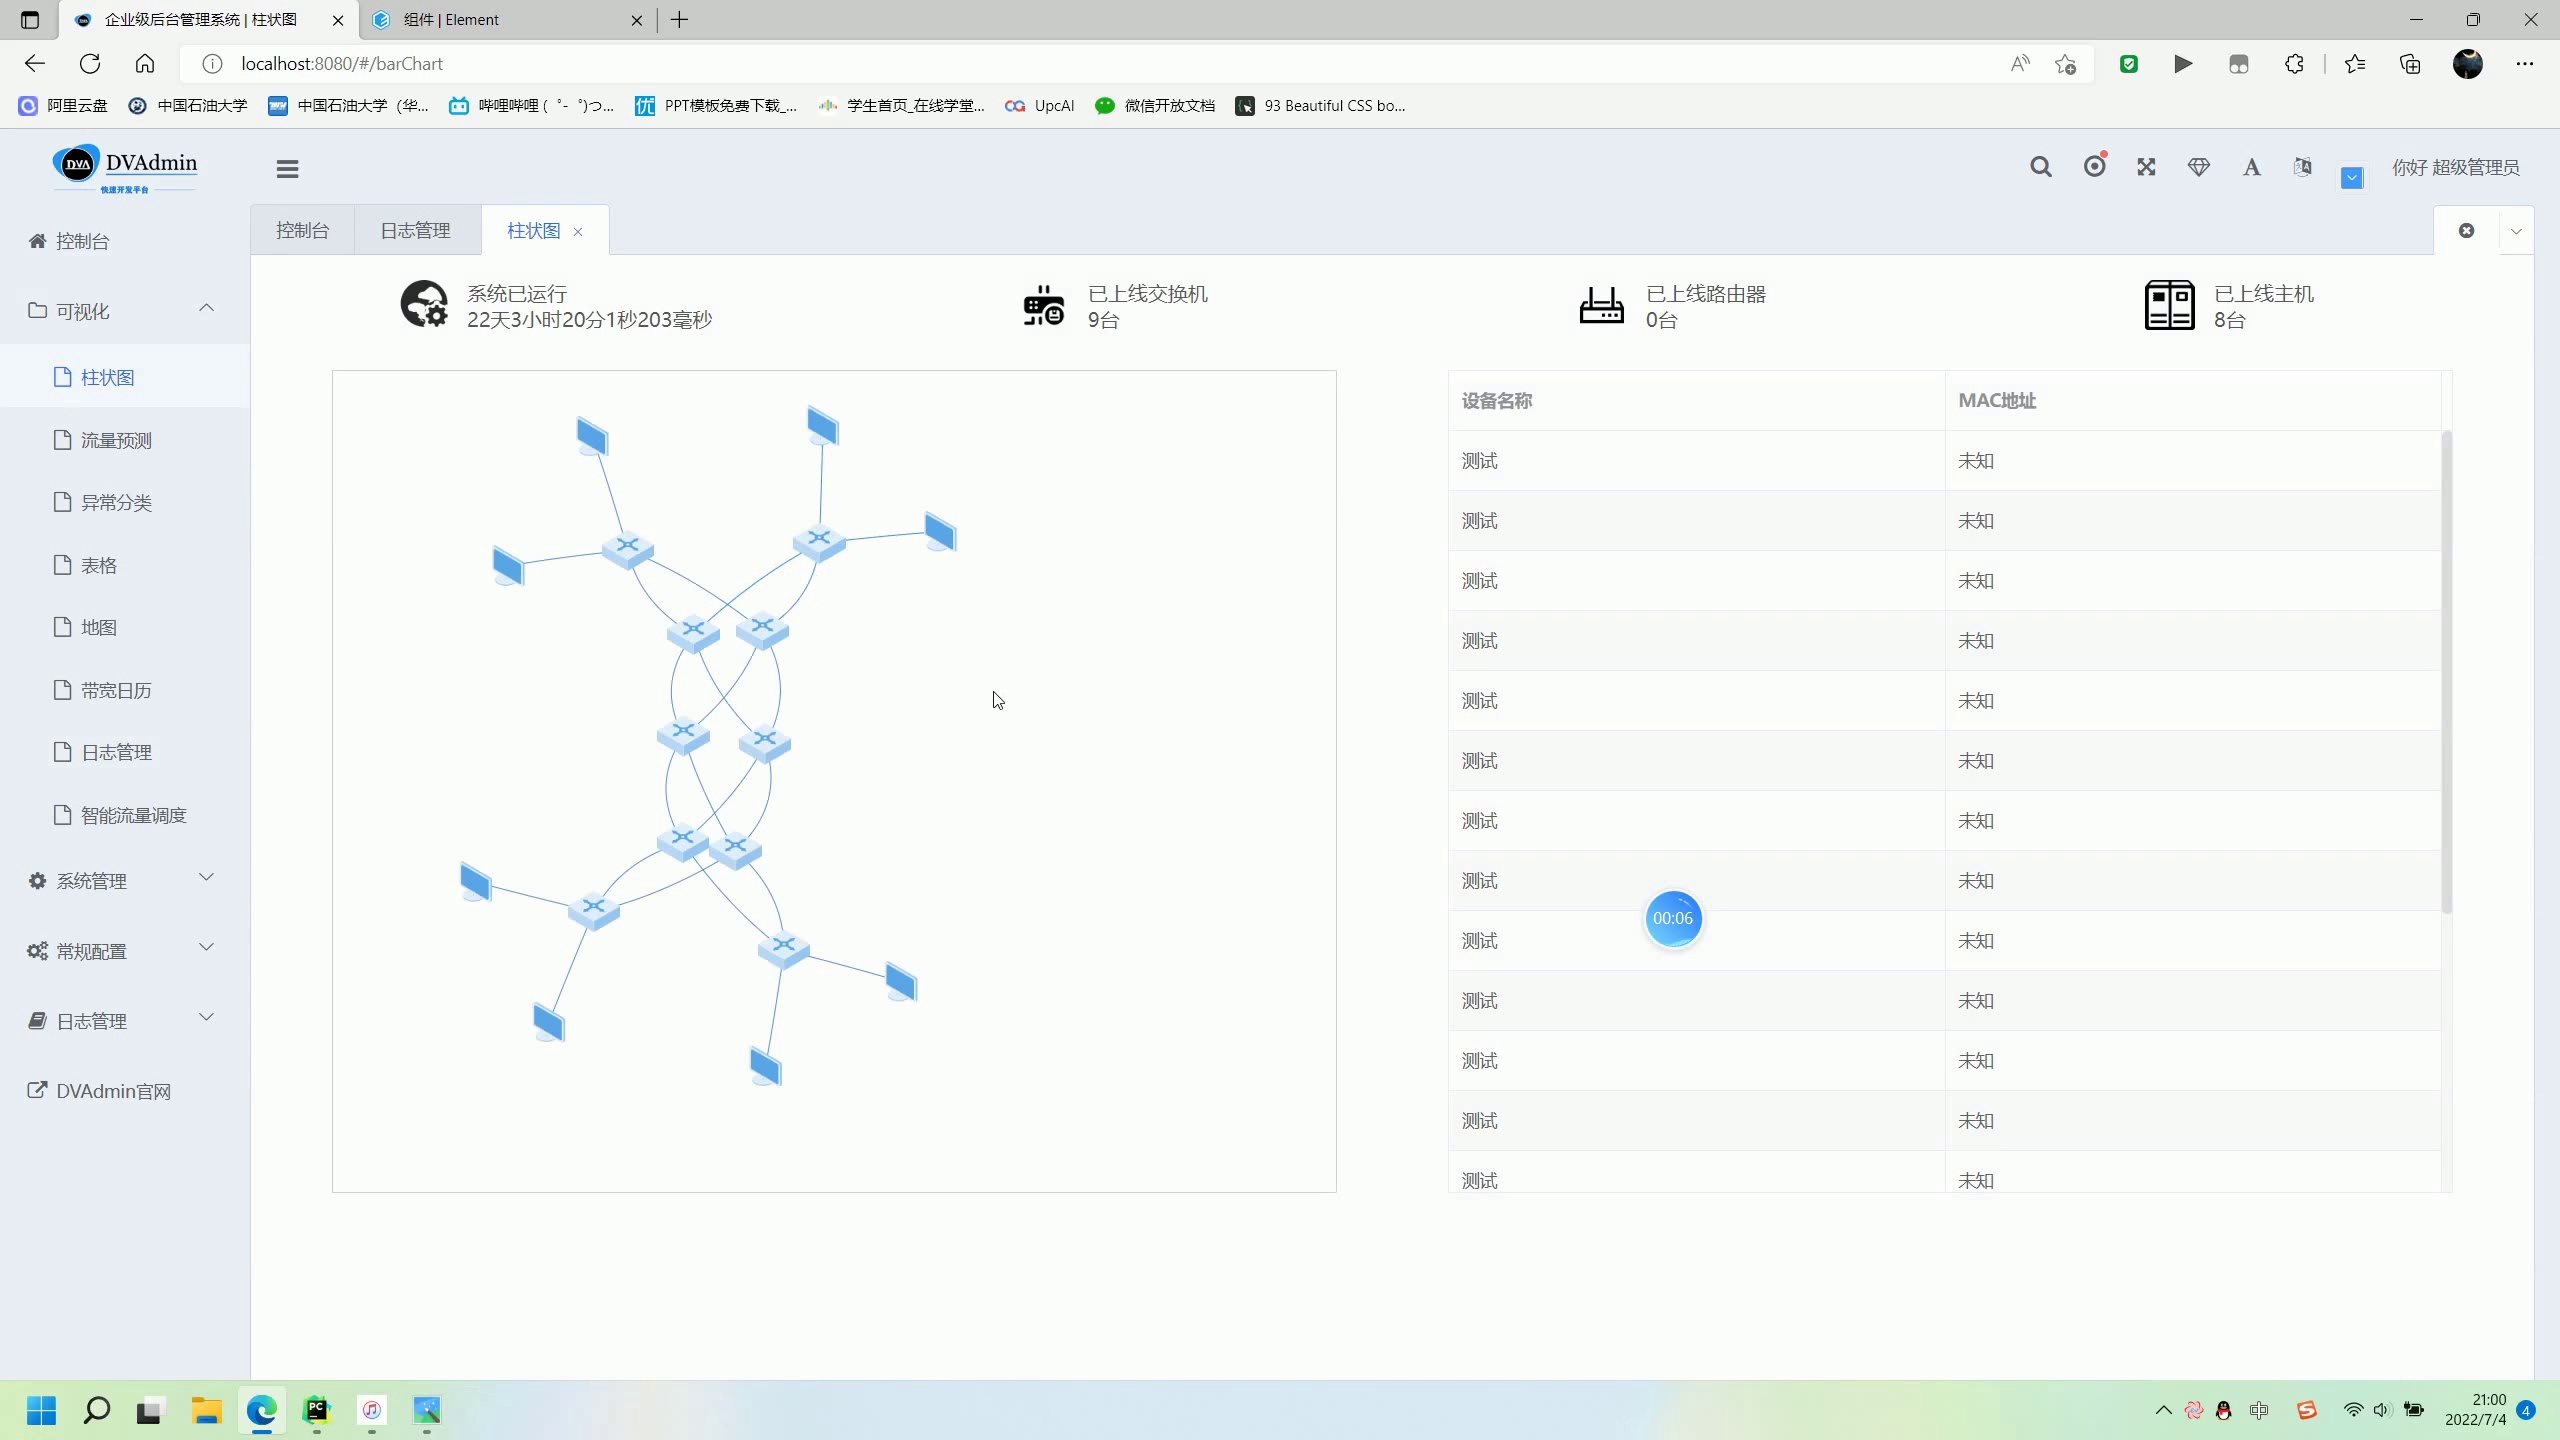 企业级后台管理系统 | 柱状图
组件 | Element
localhost:8080/#/barChart
阿里云盘
中国石油大学
中国石油大学（华...
哔哩哔哩 ( ゜- ゜)つ...
PPT模板免费下载_...
学生首页_在线学堂...
UpcAI
微信开放文档
93 Beautiful CSS bo...
DVA DVAdmin
快速开发平台
你好 超级管理员
控制台
日志管理
柱状图
控制台
可视化
柱状图
流量预测
异常分类
表格
地图
带宽日历
日志管理
智能流量调度
系统管理
常规配置
日志管理
DVAdmin官网
系统已运行
22天3小时20分1秒203毫秒
已上线交换机
9台
已上线路由器
0台
已上线主机
8台
设备名称 MAC地址
测试 未知
测试 未知
测试 未知
测试 未知
测试 未知
测试 未知
测试 未知
测试 未知
测试 未知
测试 未知
测试 未知
测试 未知
测试 未知
00:06
中
21:00
2022/7/4
4